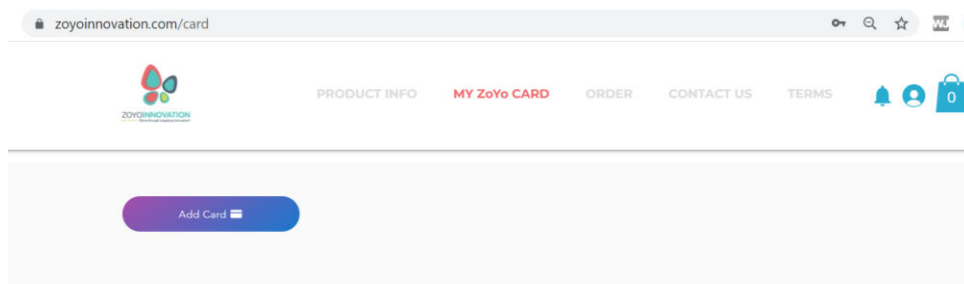 zoyoinnovation.com/card
PRODUCT INFO MY ZoYo CARD ORDER CONTACT US TERMS
0
ZOYOINNOVATION
Add Card